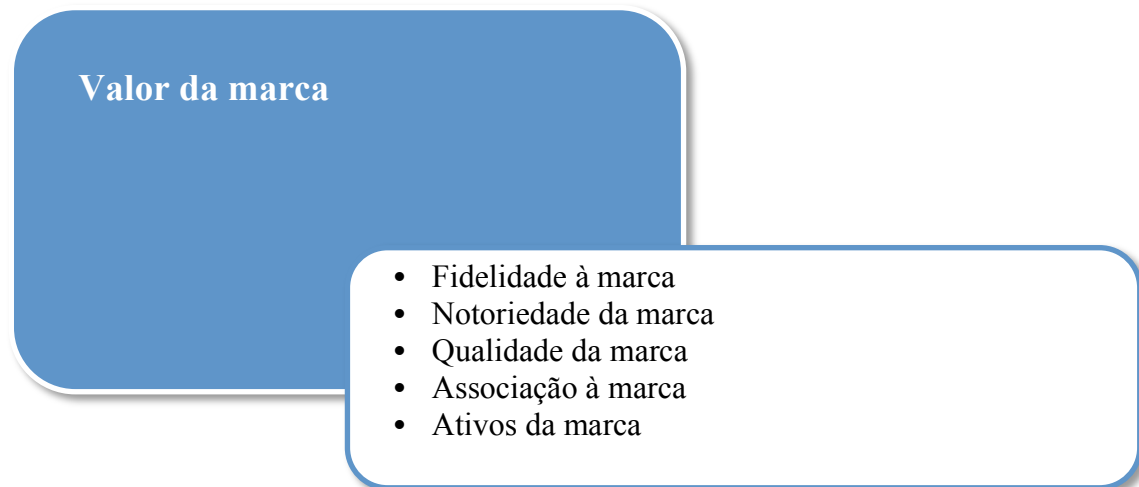 Valor da marca
• Fidelidade à marca
• Notoriedade da marca
• Qualidade da marca
• Associação à marca
• Ativos da marca